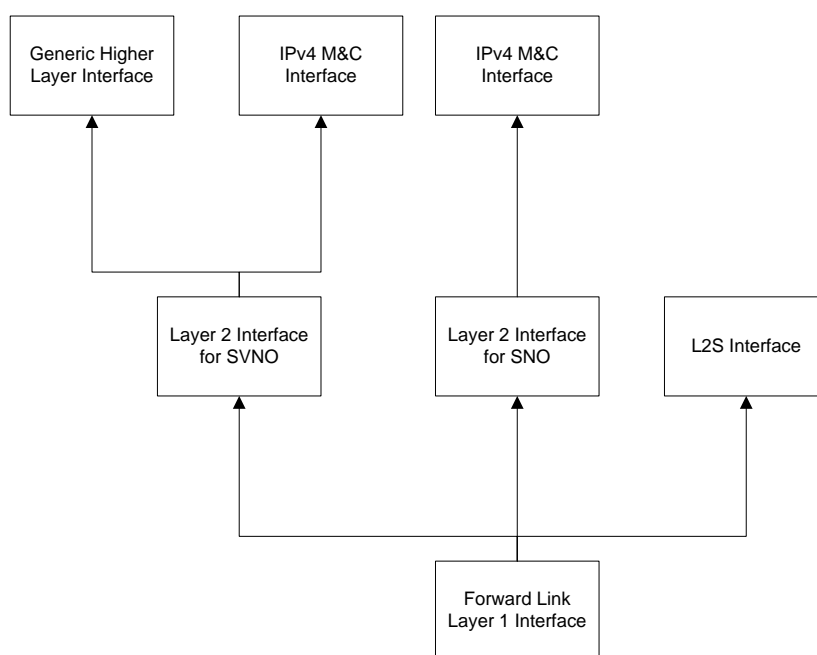 Generic Higher
Layer Interface
IPv4 M&C
Interface
IPv4 M&C
Interface
Layer 2 Interface
for SVNO
Layer 2 Interface
for SNO
L2S Interface
Forward Link
Layer 1 Interface